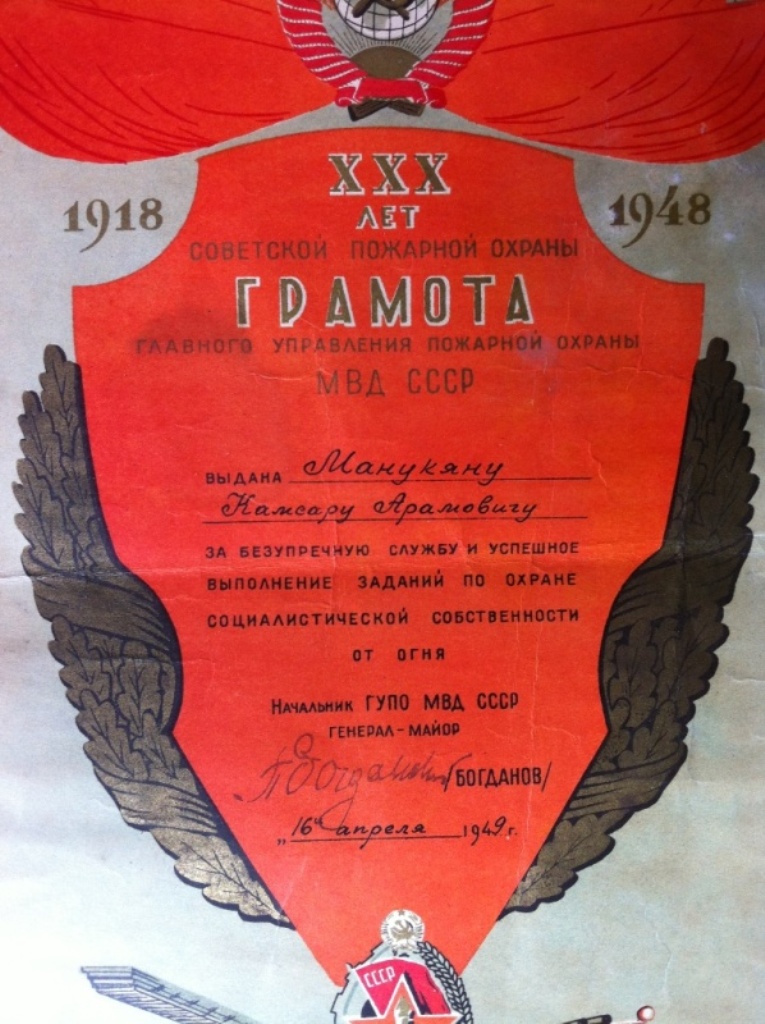 XXX
ЛЕТ
1918 1948
СОВЕТСКОЙ ПОЖАРНОЙ ОХРАНЫ
ГРАМОТА
ГЛАВНОГО УПРАВЛЕНИЯ ПОЖАРНОЙ ОХРАНЫ
МВД СССР
ВЫДАНА Манукяну
Камсару Арамовичу
ЗА БЕЗУПРЕЧНУЮ СЛУЖБУ И УСПЕШНОЕ
ВЫПОЛНЕНИЕ ЗАДАНИЙ ПО ОХРАНЕ
СОЦИАЛИСТИЧЕСКОЙ СОБСТВЕННОСТИ
ОТ ОГНЯ
НАЧАЛЬНИК ГУПО МВД СССР
ГЕНЕРАЛ-МАЙОР
/БОГДАНОВ/
„16" апреля 1949 г.
СССР